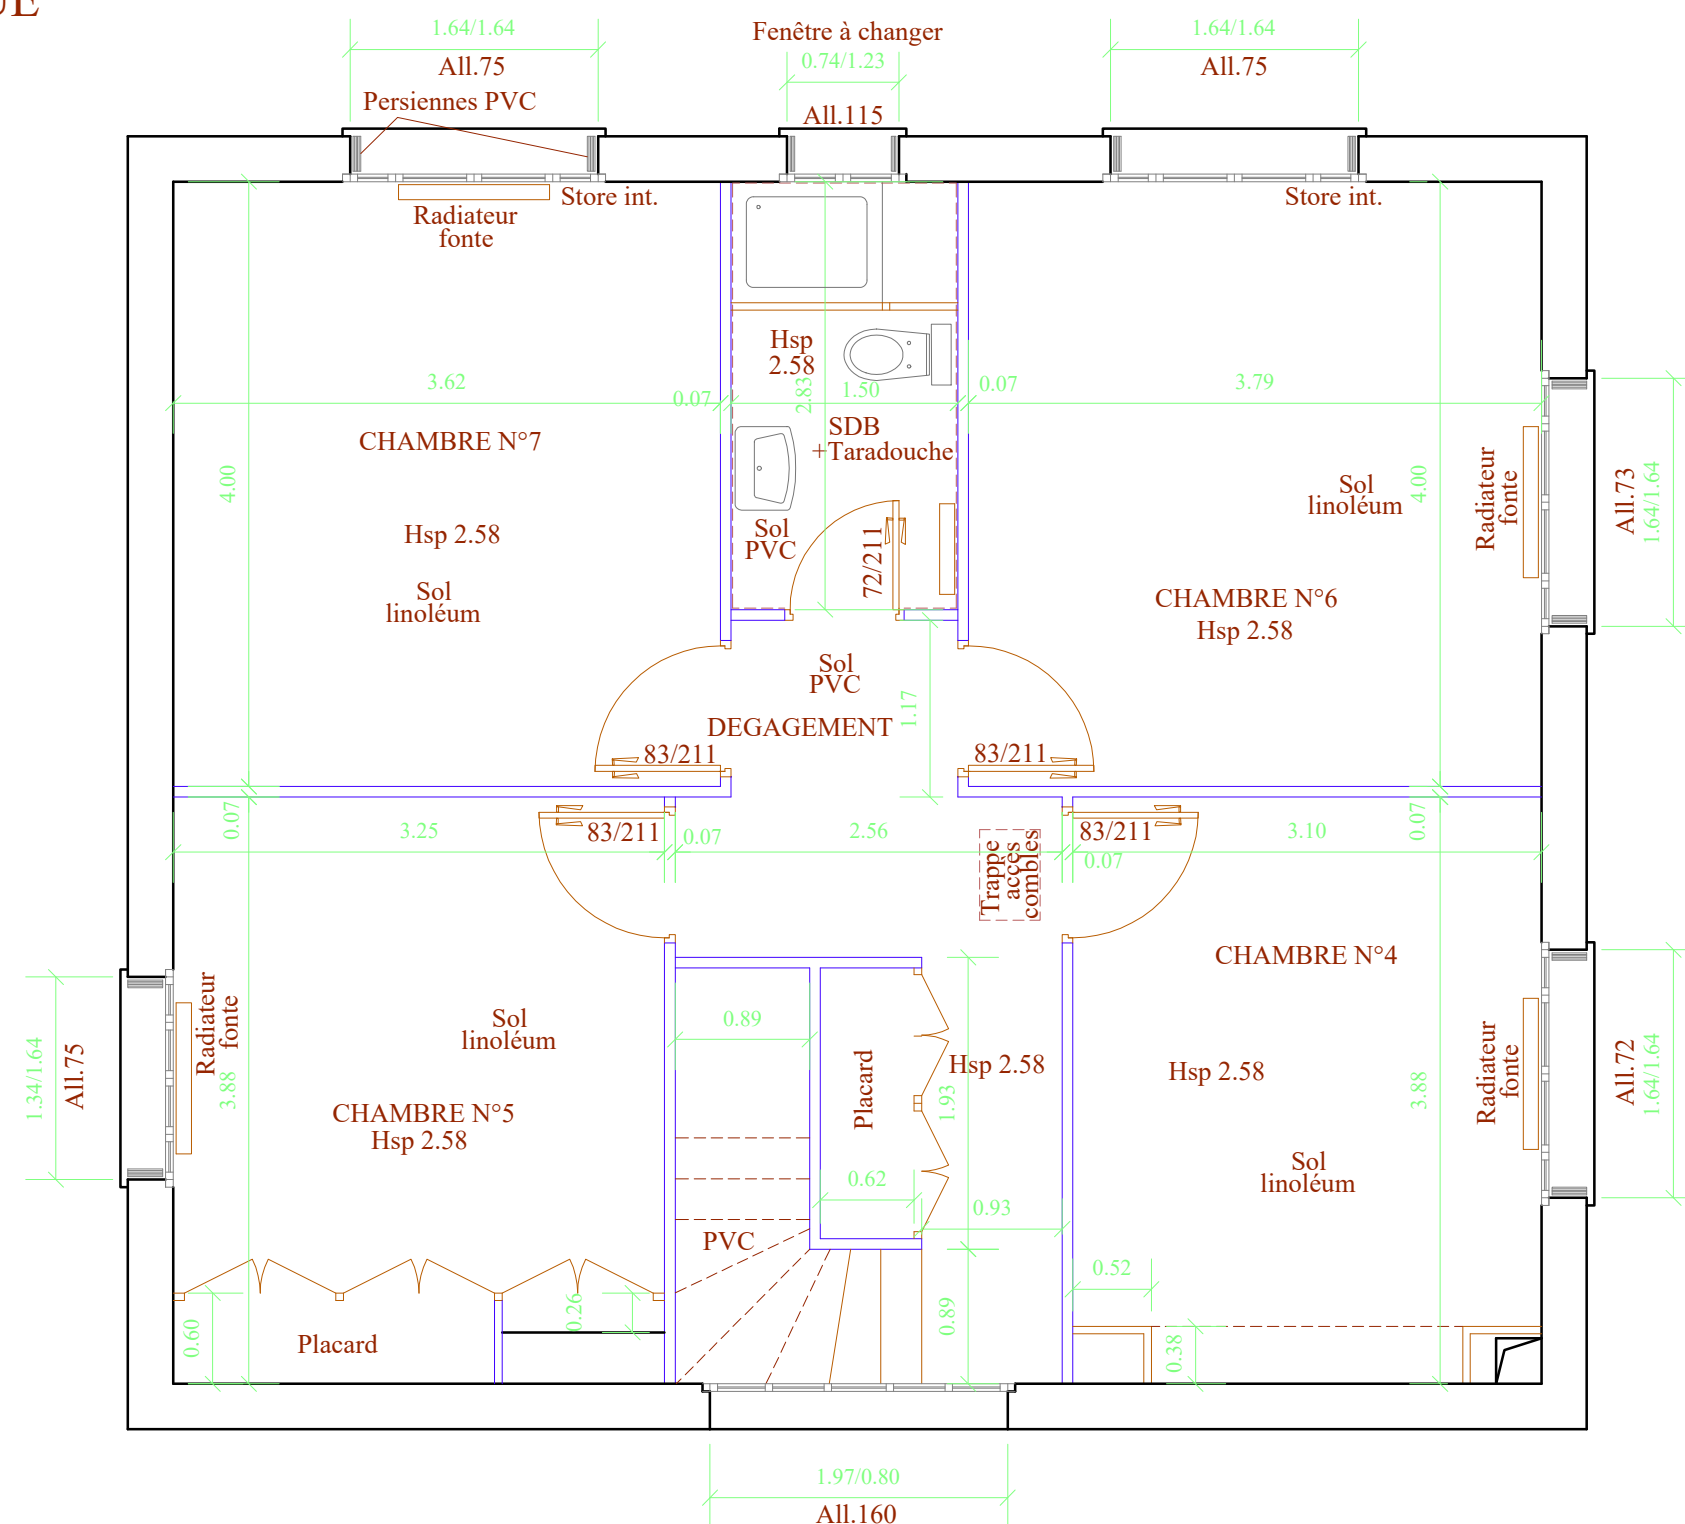 UE
1.64/1.64
All.75
Persiennes PVC
Fenêtre à changer
0.74/1.23
All.115
1.64/1.64
All.75
Store int.
Radiateur
fonte
Store int.
Hsp
2.58
3.62
0.07
2.83
1.50
0.07
3.79
CHAMBRE N°7
SDB
+Taradouche
4.00
Hsp 2.58
Sol
PVC
72/211
Sol
linoléum
4.00
Radiateur
fonte
All.73
1.64/1.64
Sol
linoléum
CHAMBRE N°6
Hsp 2.58
Sol
PVC
1.17
DEGAGEMENT
83/211
83/211
0.07
3.25
83/211
0.07
2.56
Trappe
accès
combles
83/211
0.07
3.10
0.07
CHAMBRE N°4
1.34/1.64
All.75
Radiateur
fonte
3.88
Sol
linoléum
0.89
Placard
Hsp 2.58
1.93
Hsp 2.58
3.88
Radiateur
fonte
All.72
1.64/1.64
CHAMBRE N°5
Hsp 2.58
0.62
0.93
Sol
linoléum
PVC
0.52
0.60
Placard
0.26
0.89
0.38
1.97/0.80
All.160